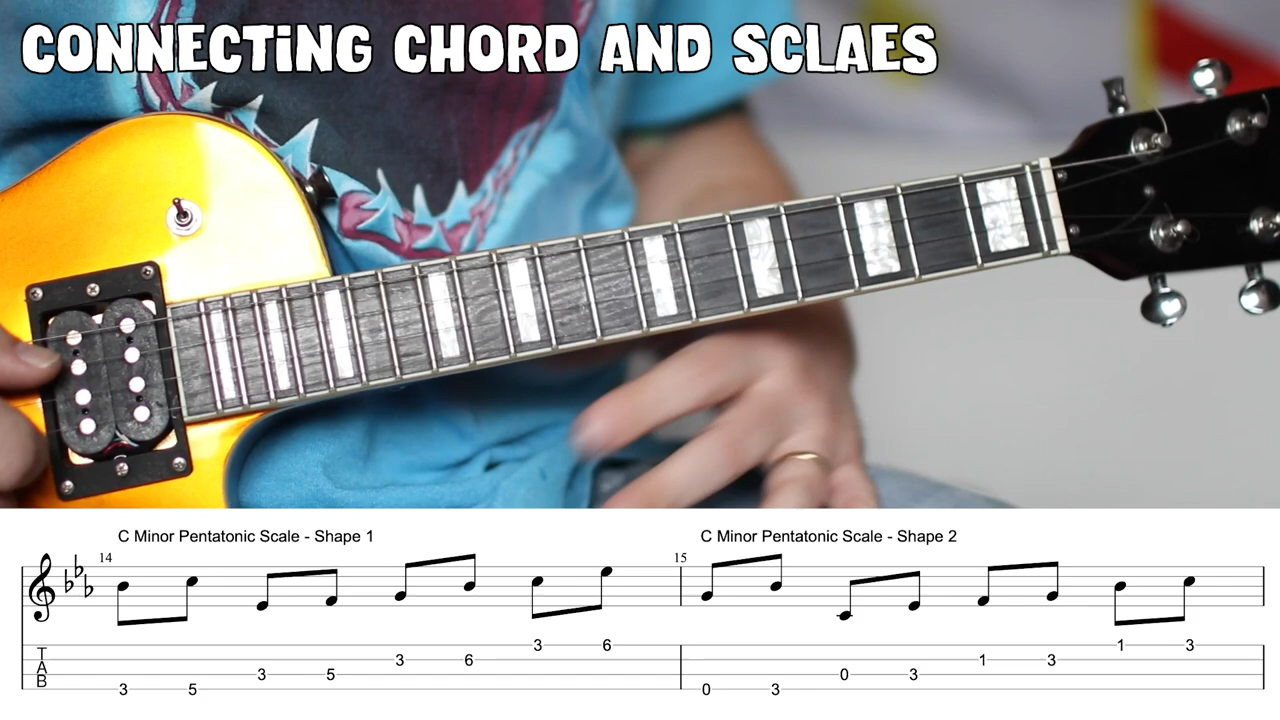 CONNECTiNG CHORD AND SCLAES
C Minor Pentatonic Scale - Shape 1 C Minor Pentatonic Scale - Shape 2
14 15
T
A
B
3 6 1 3
3 6 1 3
3 5 0 3
3 5 0 3